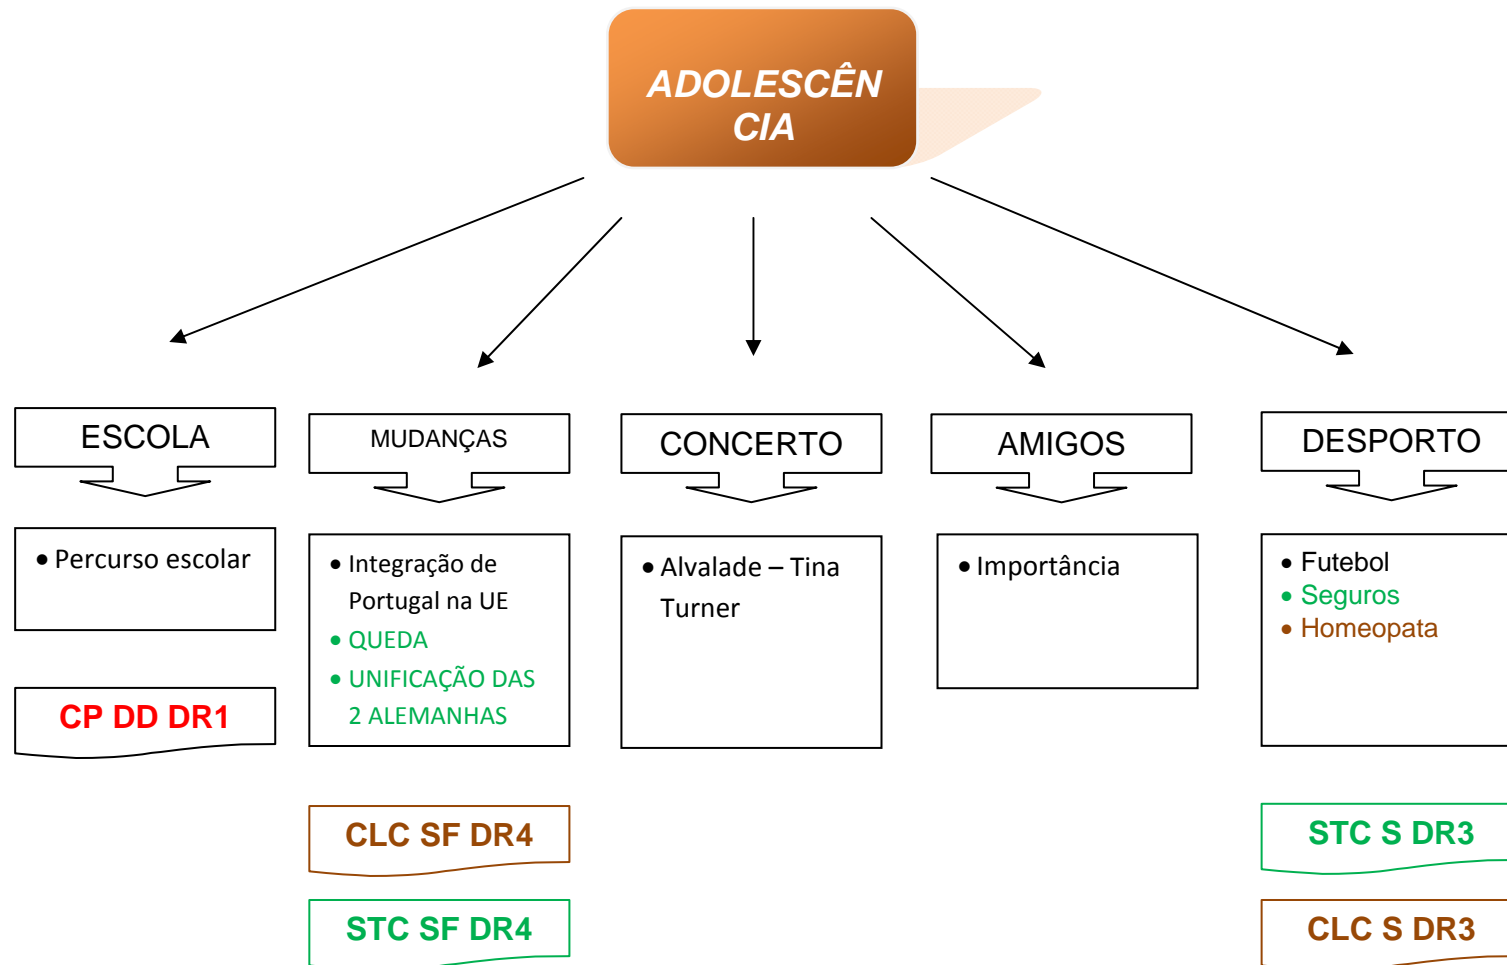 ADOLESCÊN
CIA
ESCOLA
MUDANÇAS
CONCERTO
AMIGOS
DESPORTO
• Percurso escolar
• Integração de
Portugal na UE
• QUEDA
• UNIFICAÇÃO DAS
2 ALEMANHAS
• Alvalade – Tina
Turner
• Importância
• Futebol
• Seguros
• Homeopata
CP DD DR1
CLC SF DR4
STC SF DR4
STC S DR3
CLC S DR3